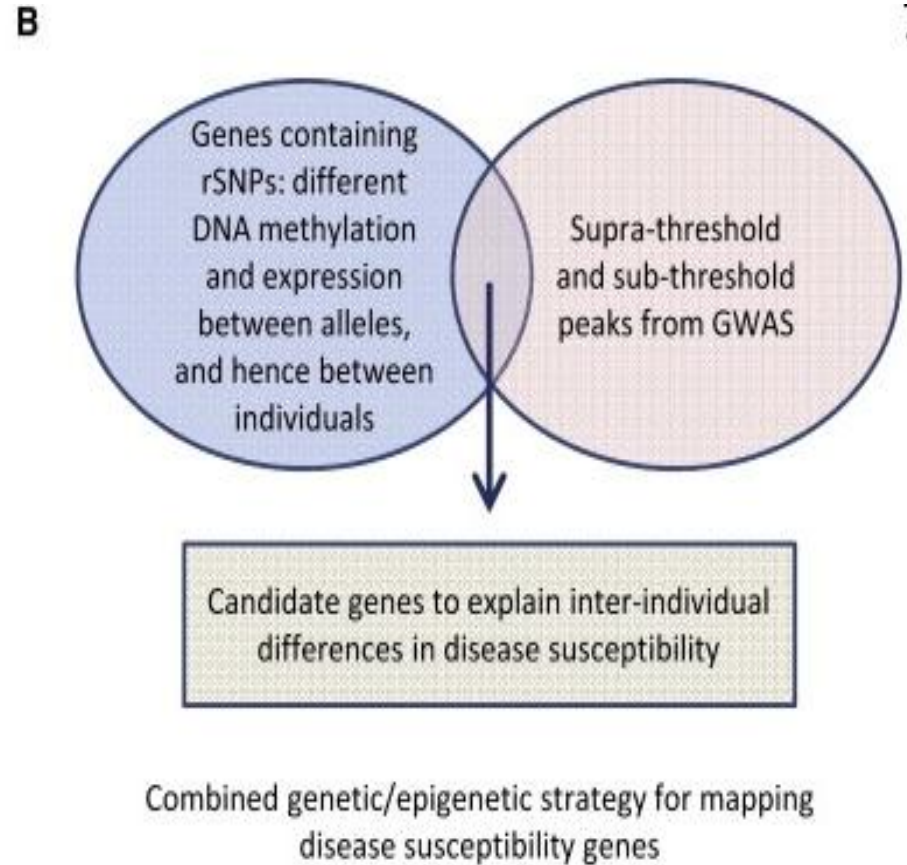 B
Genes containing
rSNPs: different
DNA methylation
and expression
between alleles,
and hence between
individuals
Supra-threshold
and sub-threshold
peaks from GWAS
Candidate genes to explain inter-individual
differences in disease susceptibility
Combined genetic/epigenetic strategy for mapping
disease susceptibility genes